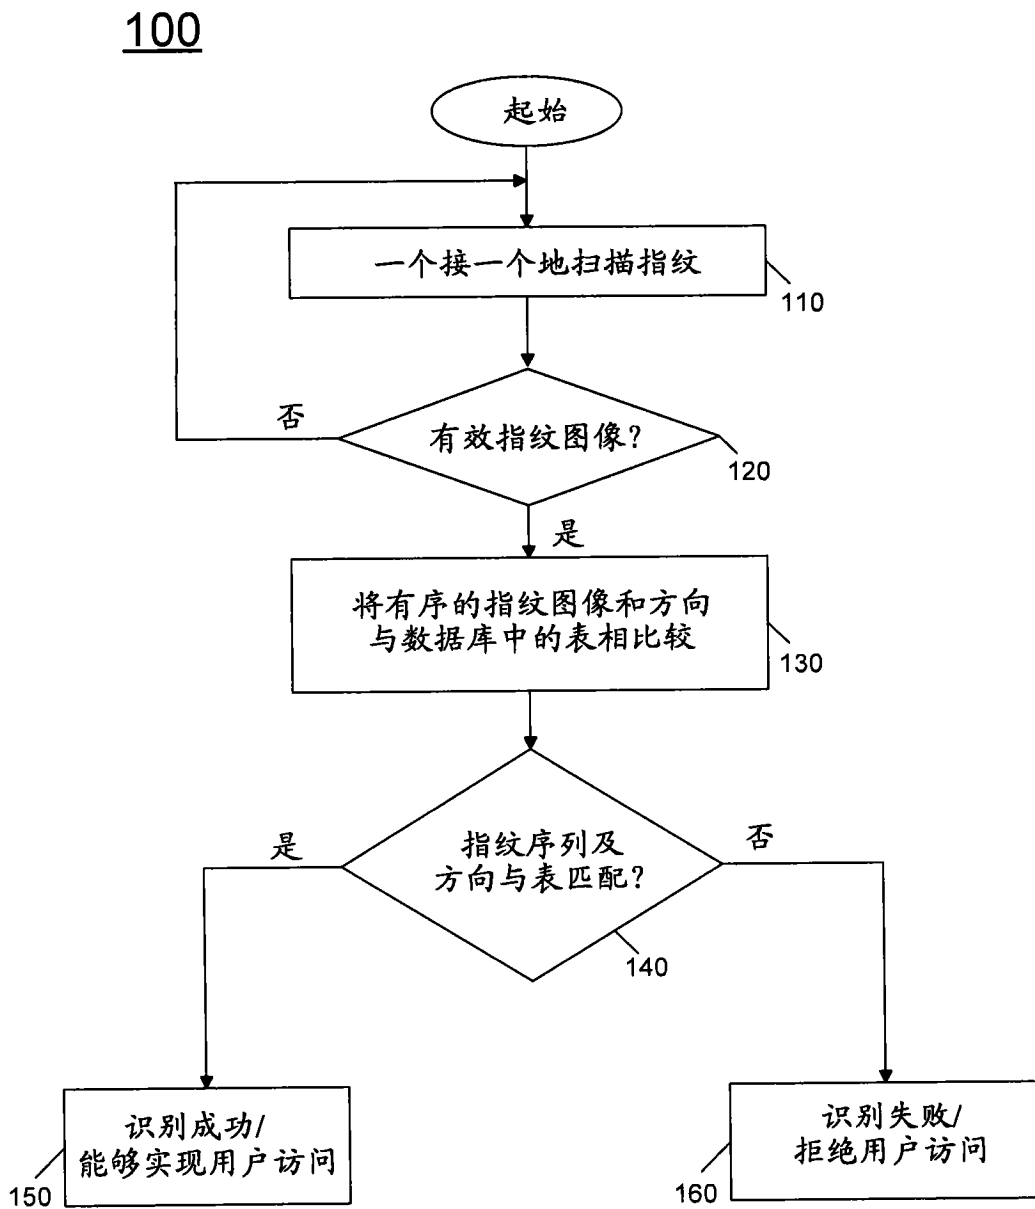 100
起始
一个接一个地扫描指纹
110
否
有效指纹图像?
120
是
将有序的指纹图像和方向
与数据库中的表相比较
130
是
指纹序列及
方向与表匹配?
否
140
识别成功/
能够实现用户访问
150
识别失败/
拒绝用户访问
160